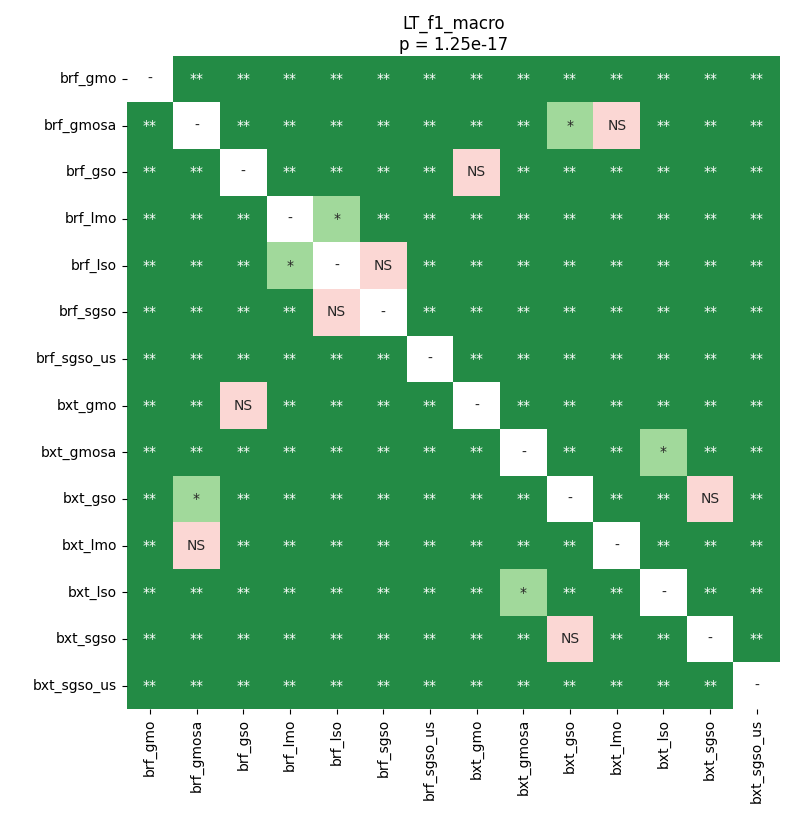 LT_f1_macro
p = 1.25e-17
brf_gmo - ** ** ** ** ** ** ** ** ** ** ** ** **
brf_gmosa ** - ** ** ** ** ** ** ** * NS ** ** **
brf_gso ** ** - ** ** ** ** NS ** ** ** ** ** **
brf_lmo ** ** ** - * ** ** ** ** ** ** ** ** **
brf_lso ** ** ** * - NS ** ** ** ** ** ** ** **
brf_sgso ** ** ** ** NS - ** ** ** ** ** ** ** **
brf_sgso_us ** ** ** ** ** ** - ** ** ** ** ** ** **
bxt_gmo ** ** NS ** ** ** ** - ** ** ** ** ** **
bxt_gmosa ** ** ** ** ** ** ** ** - ** ** * ** **
bxt_gso ** * ** ** ** ** ** ** ** - ** ** NS **
bxt_lmo ** NS ** ** ** ** ** ** ** ** - ** ** **
bxt_lso ** ** ** ** ** ** ** ** * ** ** - ** **
bxt_sgso ** ** ** ** ** ** ** ** ** NS ** ** - **
bxt_sgso_us ** ** ** ** ** ** ** ** ** ** ** ** ** -
brf_gmo brf_gmosa brf_gso brf_lmo brf_lso brf_sgso brf_sgso_us bxt_gmo bxt_gmosa bxt_gso bxt_lmo bxt_lso bxt_sgso bxt_sgso_us